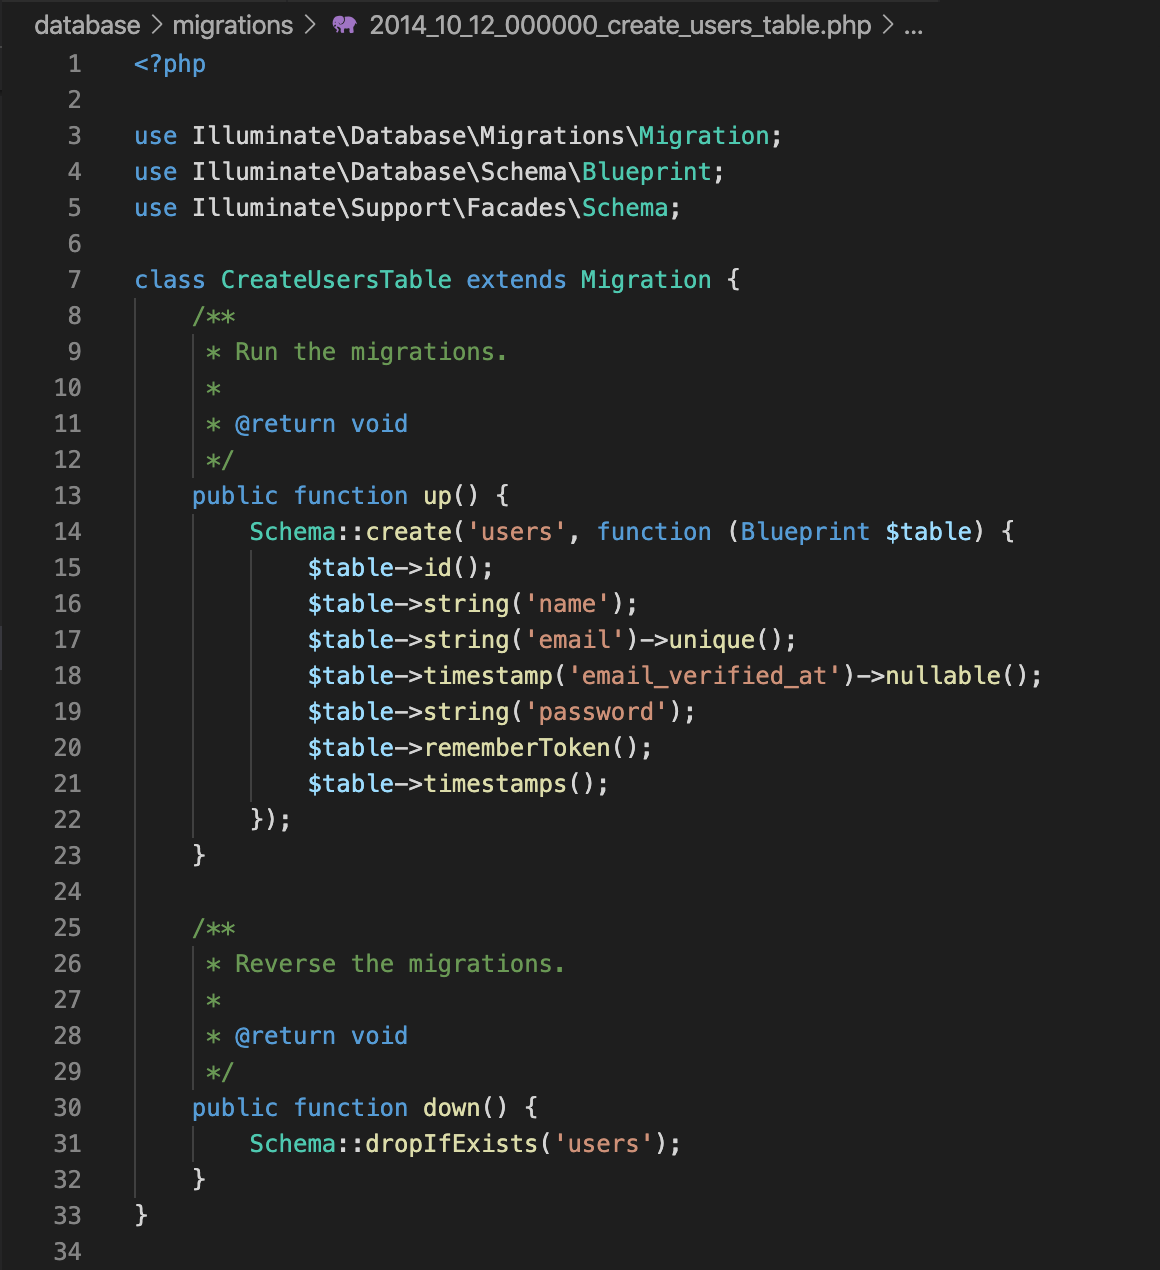 database > migrations > 2014_10_12_000000_create_users_table.php > ...
1 <?php
2
3 use Illuminate\Database\Migrations\Migration;
4 use Illuminate\Database\Schema\Blueprint;
5 use Illuminate\Support\Facades\Schema;
6
7 class CreateUsersTable extends Migration {
8     /**
9      * Run the migrations.
10      *
11      * @return void
12      */
13     public function up() {
14         Schema::create('users', function (Blueprint $table) {
15             $table->id();
16             $table->string('name');
17             $table->string('email')->unique();
18             $table->timestamp('email_verified_at')->nullable();
19             $table->string('password');
20             $table->rememberToken();
21             $table->timestamps();
22         });
23     }
24
25     /**
26      * Reverse the migrations.
27      *
28      * @return void
29      */
30     public function down() {
31         Schema::dropIfExists('users');
32     }
33 }
34